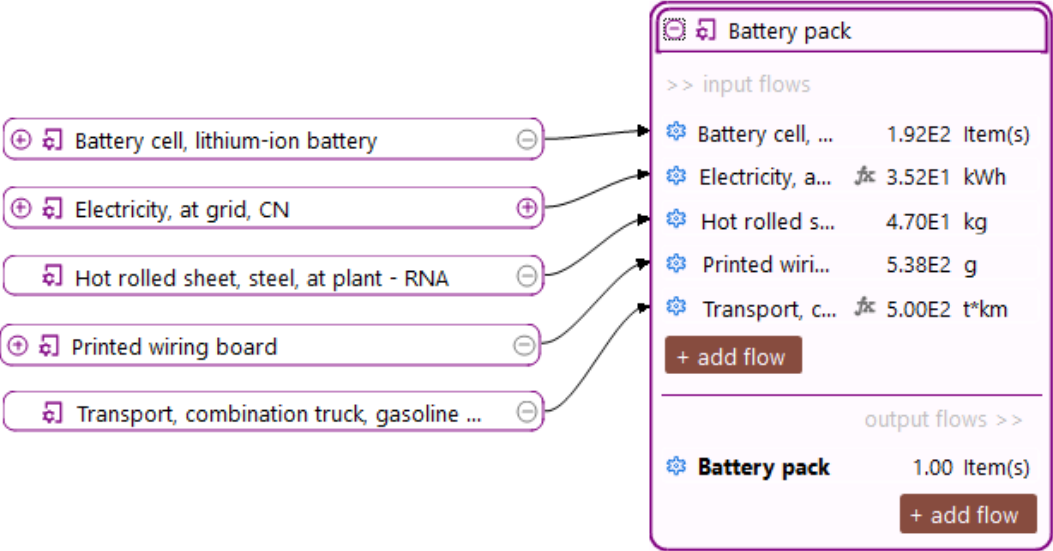 Battery cell, lithium-ion battery
Electricity, at grid, CN
Hot rolled sheet, steel, at plant - RNA
Printed wiring board
Transport, combination truck, gasoline ...
Battery pack
>> input flows
Battery cell, ... 1.92E2 Item(s)
Electricity, a... fx 3.52E1 kWh
Hot rolled s... 4.70E1 kg
Printed wiri... 5.38E2 g
Transport, c... fx 5.00E2 t*km
+ add flow
output flows >>
Battery pack 1.00 Item(s)
+ add flow